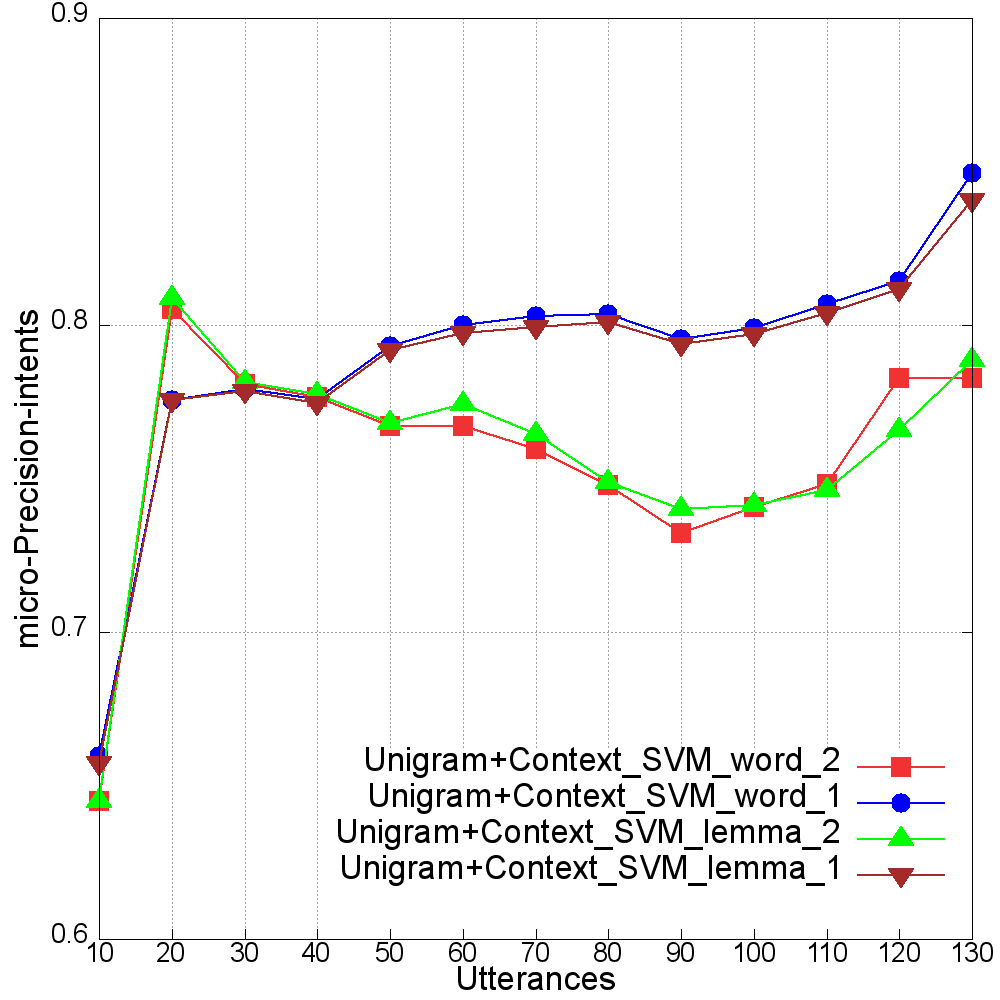 0.9
0.8
0.7
0.6
micro-Precision-intents
Unigram+Context_SVM_word_2
Unigram+Context_SVM_word_1
Unigram+Context_SVM_lemma_2
Unigram+Context_SVM_lemma_1
10 20 30 40 50 60 70 80 90 100 110 120 130
Utterances